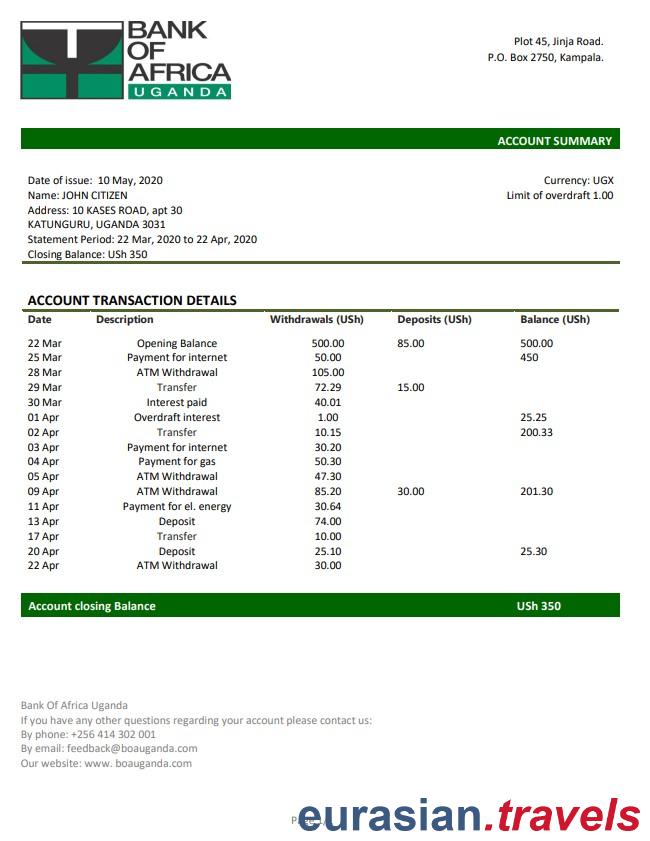 BANK
OF
AFRICA
UGANDA
Plot 45, Jinja Road.
P.O. Box 2750, Kampala.
ACCOUNT SUMMARY
Date of issue: 10 May, 2020
Currency: UGX
Name: JOHN CITIZEN
Limit of overdraft 1.00
Address: 10 KASES ROAD, apt 30
KATUNGURU, UGANDA 3031
Statement Period: 22 Mar, 2020 to 22 Apr, 2020
Closing Balance: USh 350
ACCOUNT TRANSACTION DETAILS
Date Description Withdrawals (USh) Deposits (USh) Balance (USh)
22 Mar Opening Balance 500.00 85.00 500.00
25 Mar Payment for internet 50.00 450
28 Mar ATM Withdrawal 105.00
29 Mar Transfer 72.29 15.00
30 Mar Interest paid 40.01
01 Apr Overdraft interest 1.00 25.25
02 Apr Transfer 10.15 200.33
03 Apr Payment for internet 30.20
04 Apr Payment for gas 50.30
05 Apr ATM Withdrawal 47.30
09 Apr ATM Withdrawal 85.20 30.00 201.30
11 Apr Payment for el. energy 30.64
13 Apr Deposit 74.00
17 Apr Transfer 10.00
20 Apr Deposit 25.10 25.30
22 Apr ATM Withdrawal 30.00
Account closing Balance USh 350
Bank Of Africa Uganda
If you have any other questions regarding your account please contact us:
By phone: +256 414 302 001
By email: feedback@boauganda.com
Our website: www. boauganda.com
eurasian.travels